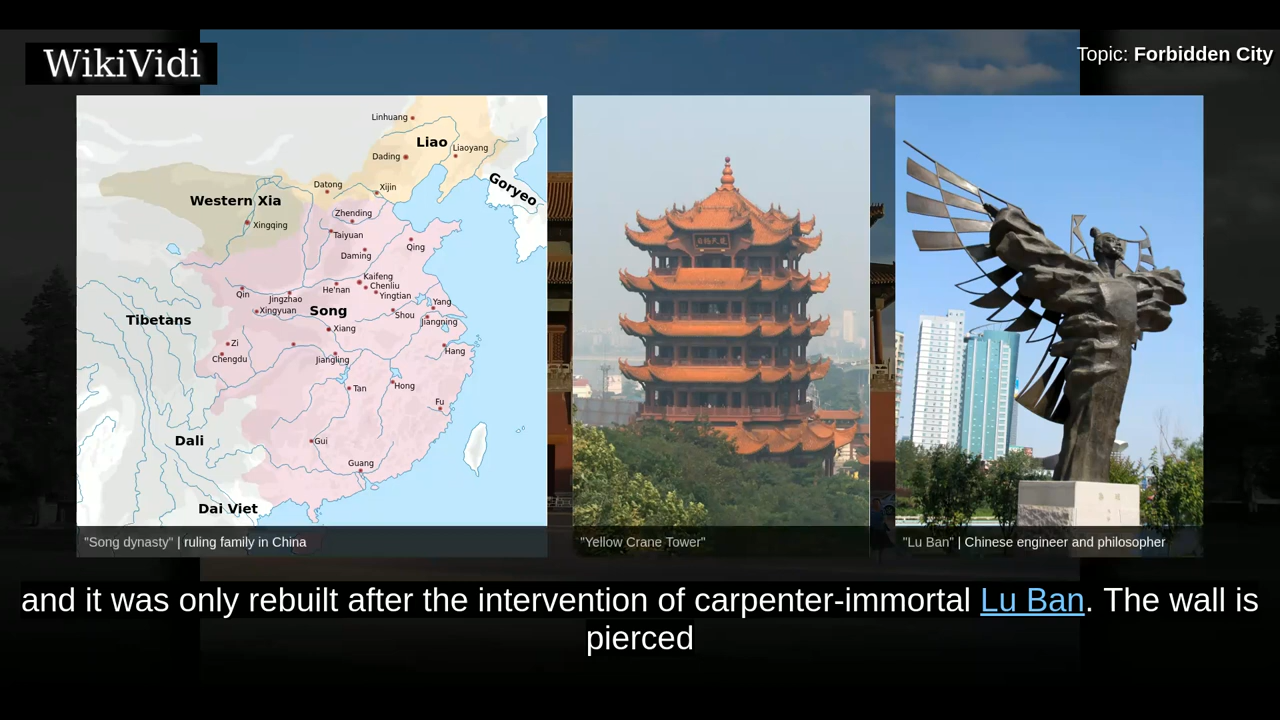 WikiVidi
Topic: Forbidden City
Linhuang
Liao
Liaoyang
Dading
Goryeo
Datong
Xijin
Western Xia
Xingqing
Zhending
Taiyuan
Qing
Daming
Kaifeng
Chenliu
He'nan
Yingtian
Qin
Jingzhao
Yang
Xingyuan
Song
Shou
Jiangning
Tibetans
Xiang
Zi
Hang
Chengdu
Jiangling
Tan
Hong
Fu
Dali
Gui
Guang
Dai Viet
"Song dynasty" | ruling family in China
"Yellow Crane Tower"
"Lu Ban" | Chinese engineer and philosopher
and it was only rebuilt after the intervention of carpenter-immortal Lu Ban. The wall is
pierced